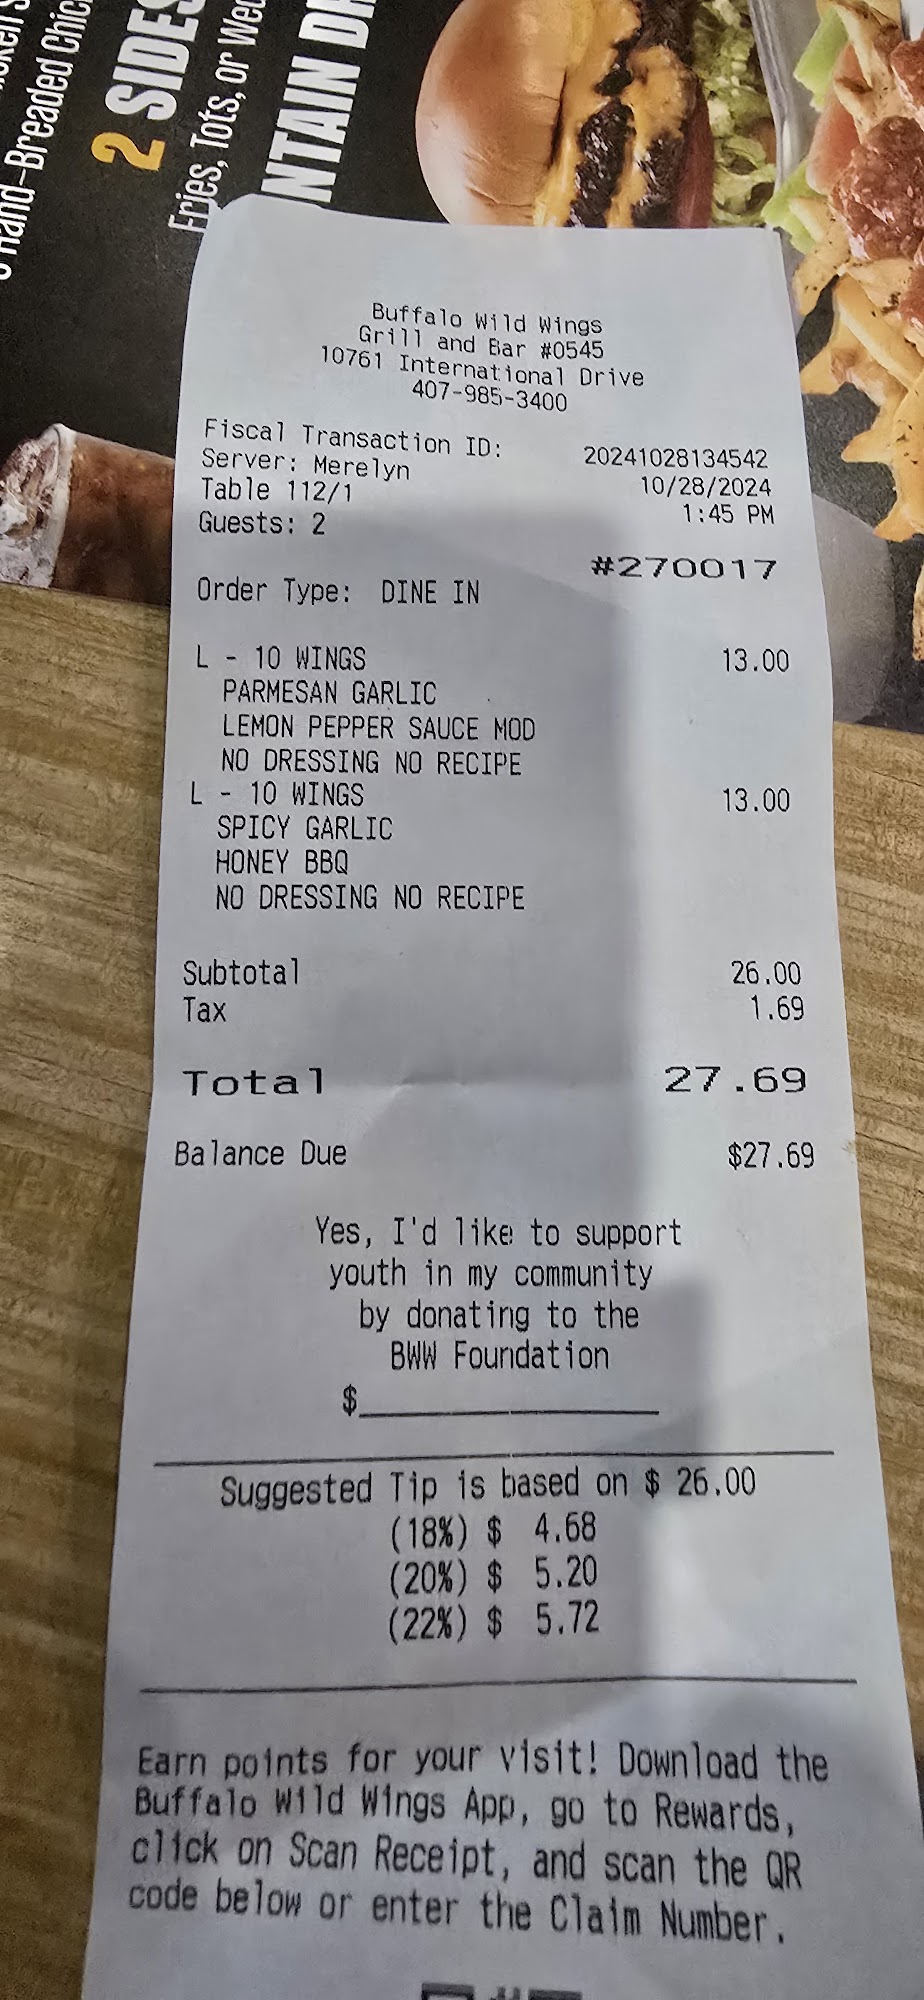 Hand-Breaded
2 SIDES
Fries, Tots, or
Buffalo Wild Wings
Grill and Bar #0545
10761 International Drive
407-985-3400
Fiscal Transaction ID: 20241028134542
Server: Merelyn 10/28/2024
Table 112/1 1:45 PM
Guests: 2
#270017
Order Type: DINE IN
L - 10 WINGS 13.00
PARMESAN GARLIC
LEMON PEPPER SAUCE MOD
NO DRESSING NO RECIPE
L - 10 WINGS 13.00
SPICY GARLIC
HONEY BBQ
NO DRESSING NO RECIPE
Subtotal 26.00
Tax 1.69
Total 27.69
Balance Due $27.69
Yes, I'd like to support
youth in my community
by donating to the
BWW Foundation
$
Suggested Tip is based on $ 26.00
(18%) $ 4.68
(20%) $ 5.20
(22%) $ 5.72
Earn points for your visit! Download the
Buffalo Wild Wings App, go to Rewards,
click on Scan Receipt, and scan the QR
code below or enter the Claim Number.